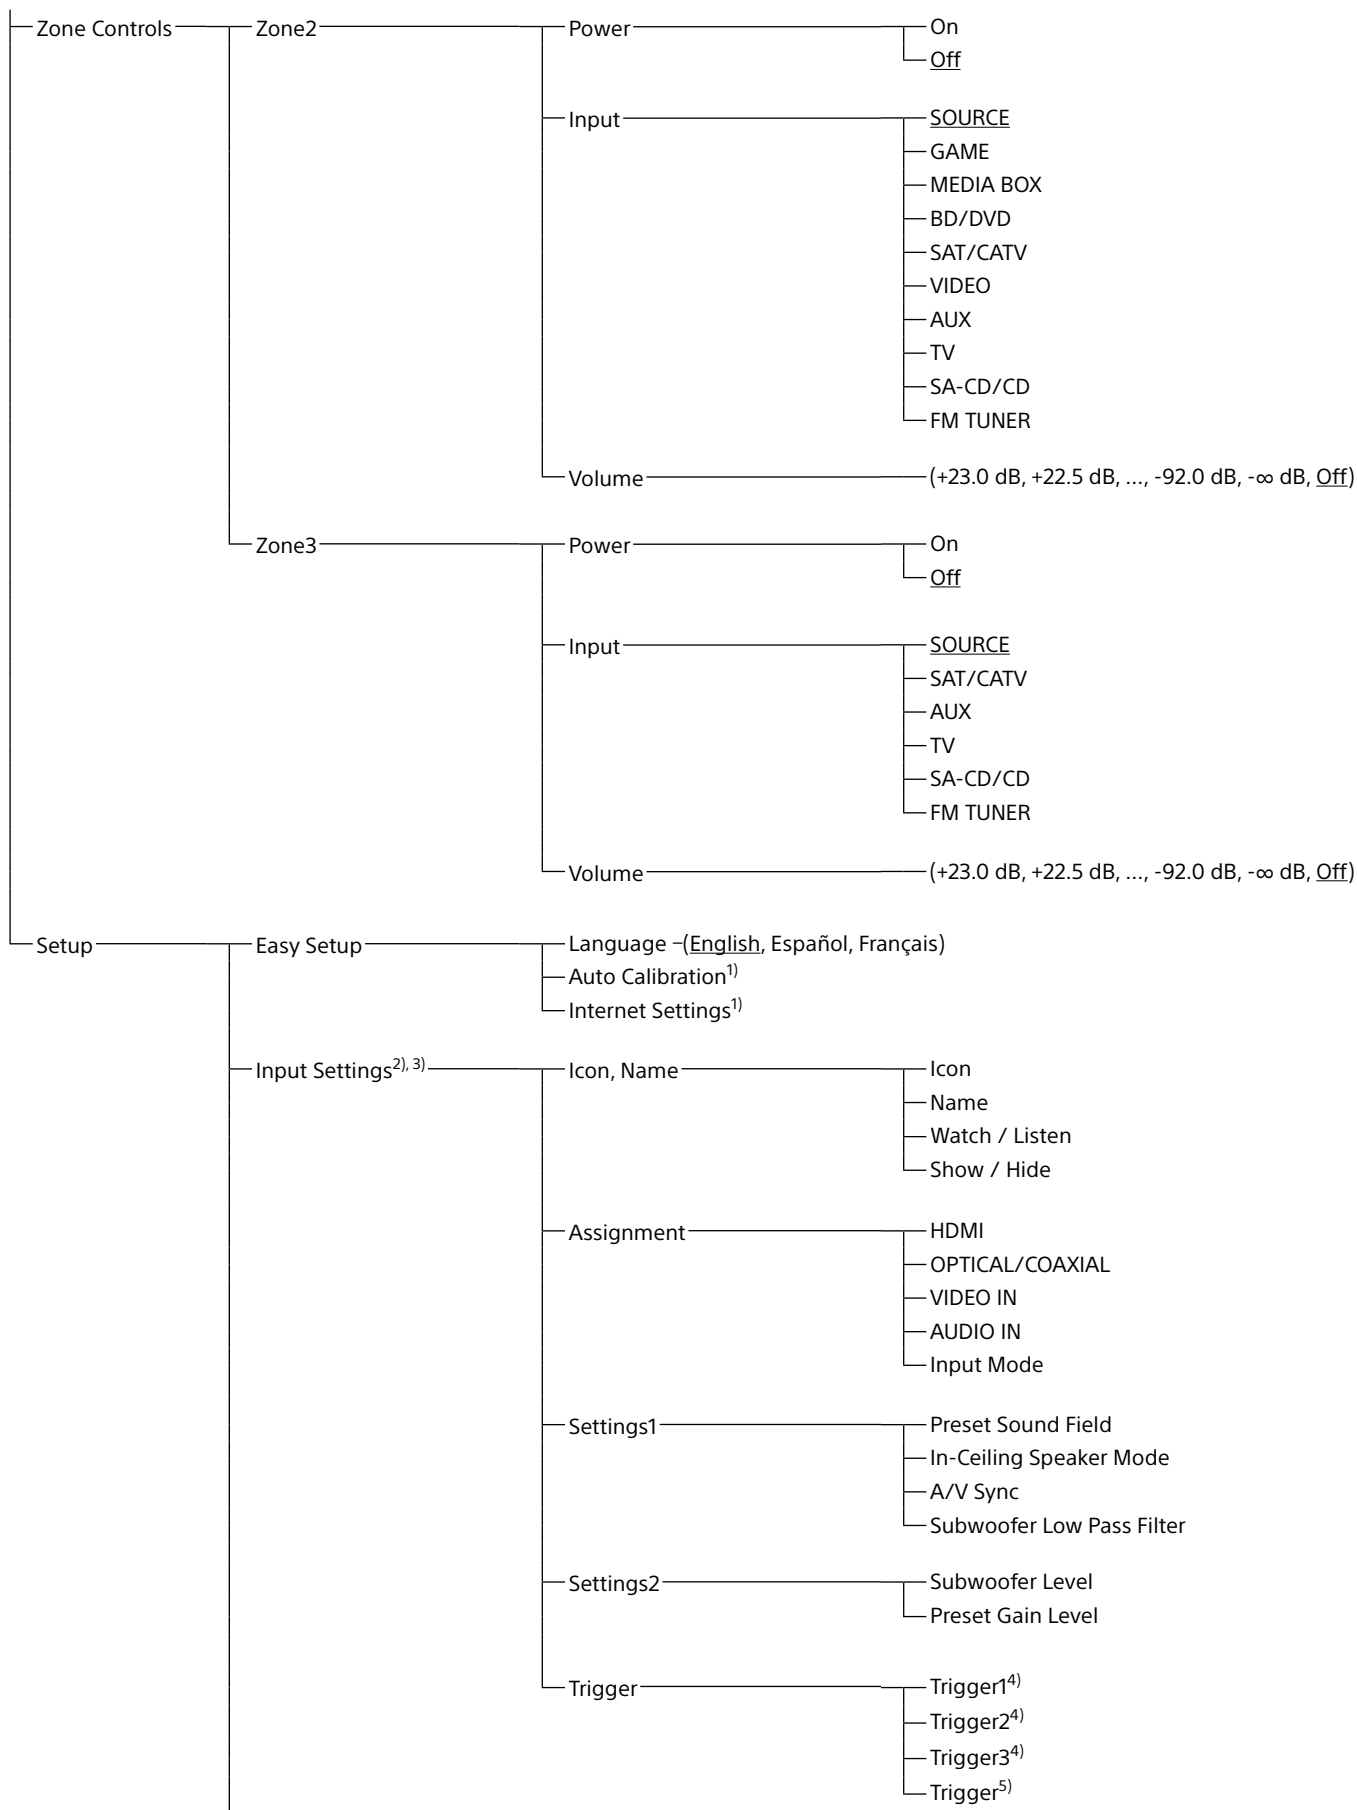 Zone Controls Zone2 Power On
Off
Input SOURCE
GAME
MEDIA BOX
BD/DVD
SAT/CATV
VIDEO
AUX
TV
SA-CD/CD
FM TUNER
Volume (+23.0 dB, +22.5 dB, ..., -92.0 dB, -∞ dB, Off)
Zone3 Power On
Off
Input SOURCE
SAT/CATV
AUX
TV
SA-CD/CD
FM TUNER
Volume (+23.0 dB, +22.5 dB, ..., -92.0 dB, -∞ dB, Off)
Setup Easy Setup Language –(English, Español, Français)
Auto Calibration1)
Internet Settings1)
Input Settings2), 3) Icon, Name Icon
Name
Watch / Listen
Show / Hide
Assignment HDMI
OPTICAL/COAXIAL
VIDEO IN
AUDIO IN
Input Mode
Settings1 Preset Sound Field
In-Ceiling Speaker Mode
A/V Sync
Subwoofer Low Pass Filter
Settings2 Subwoofer Level
Preset Gain Level
Trigger Trigger14)
Trigger24)
Trigger34)
Trigger5)